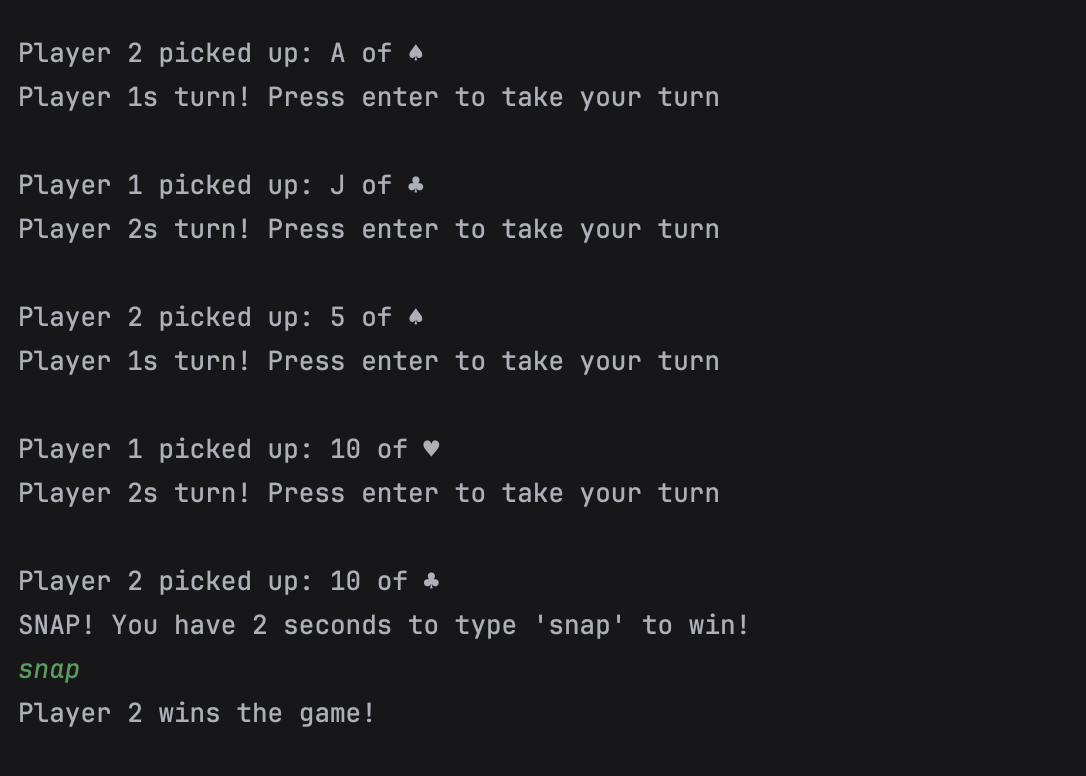 Player 2 picked up: A of ♠
Player 1s turn! Press enter to take your turn
Player 1 picked up: J of ♣
Player 2s turn! Press enter to take your turn
Player 2 picked up: 5 of ♠
Player 1s turn! Press enter to take your turn
Player 1 picked up: 10 of ♥
Player 2s turn! Press enter to take your turn
Player 2 picked up: 10 of ♣
SNAP! You have 2 seconds to type 'snap' to win!
snap
Player 2 wins the game!